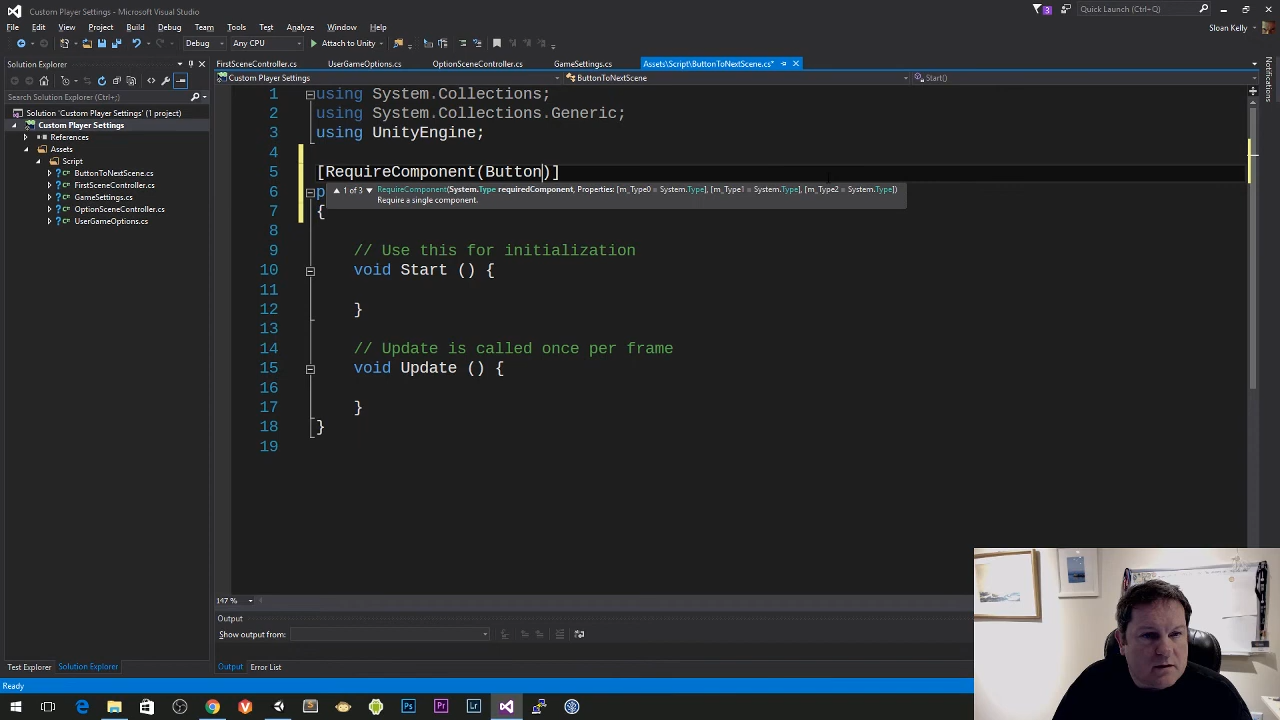 Custom Player Settings - Microsoft Visual Studio
3
Quick Launch (Ctrl+Q)
File Edit View Project Build Debug Team Tools Test Analyze Window Help
Sloan Kelly
Debug Any CPU Attach to Unity
Solution Explorer
FirstSceneController.cs UserGameOptions.cs OptionSceneController.cs GameSettings.cs Assets\Script\ButtonToNextScene.cs*
Custom Player Settings ButtonToNextScene Start()
Search Solution Explorer (Ctrl+;)
Solution 'Custom Player Settings' (1 project)
Custom Player Settings
References
Assets
Script
ButtonToNextScene.cs
FirstSceneController.cs
GameSettings.cs
OptionSceneController.cs
UserGameOptions.cs
1 using System.Collections;
2 using System.Collections.Generic;
3 using UnityEngine;
4
5 [RequireComponent(Button)]
6 p
1 of 3 RequireComponent(System.Type requiredComponent, Properties: [m_Type0 = System.Type], [m_Type1 = System.Type], [m_Type2 = System.Type])
Require a single component.
7 {
8
9 // Use this for initialization
10 void Start () {
11
12 }
13
14 // Update is called once per frame
15 void Update () {
16
17 }
18 }
19
147 %
Output
Show output from:
Test Explorer Solution Explorer Output Error List
Ready
Notifications